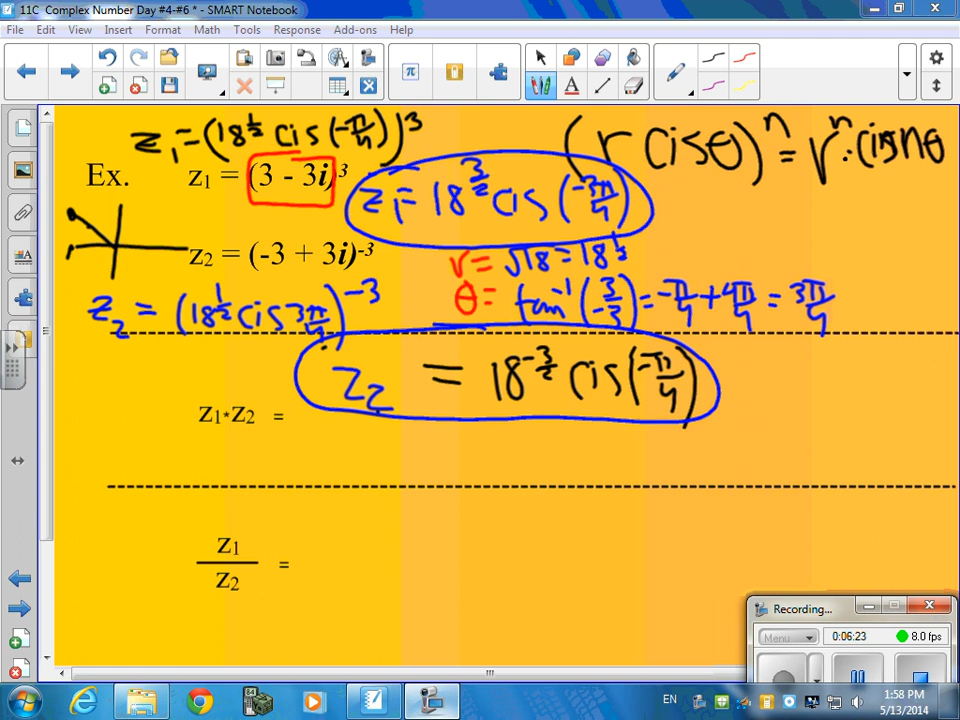 11C Complex Number Day #4-#6 * - SMART Notebook
File Edit View Insert Format Math Tools Response Add-ons Help
z₁ = (18^½ cis(-π/4))³
(r cisθ)ⁿ = rⁿ · cis nθ
Ex. z₁ = (3 - 3i)³
z₁ = 18^(3/2) cis(-3π/4)
z₂ = (-3 + 3i)⁻³
r = √18 = 18^½
θ = tan⁻¹(3/-3) = -π/4 + 4π/4 = 3π/4
z₂ = (18^½ cis 3π/4)⁻³
z₂ = 18^(-3/2) cis(-π/4)
z₁*z₂ =
z₁/z₂ =
Recording...
Menu 0:06:23 8.0 fps
EN 1:58 PM
5/13/2014